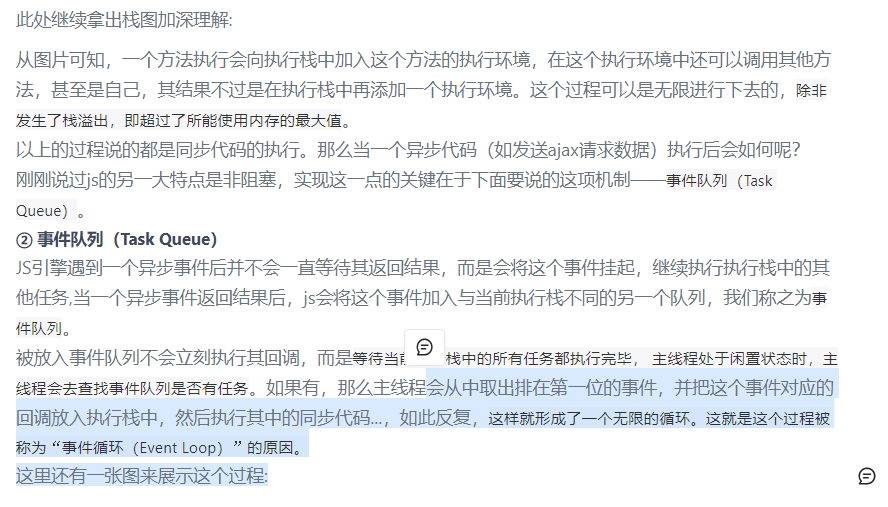 此处继续拿出栈图加深理解:
从图片可知，一个方法执行会向执行栈中加入这个方法的执行环境，在这个执行环境中还可以调用其他方
法，甚至是自己，其结果不过是在执行栈中再添加一个执行环境。这个过程可以是无限进行下去的，除非
发生了栈溢出，即超过了所能使用内存的最大值。
以上的过程说的都是同步代码的执行。那么当一个异步代码（如发送ajax请求数据）执行后会如何呢？
刚刚说过js的另一大特点是非阻塞，实现这一点的关键在于下面要说的这项机制——事件队列（Task
Queue）。
② 事件队列（Task Queue）
JS引擎遇到一个异步事件后并不会一直等待其返回结果，而是会将这个事件挂起，继续执行执行栈中的其
他任务,当一个异步事件返回结果后，js会将这个事件加入与当前执行栈不同的另一个队列，我们称之为事
件队列。
被放入事件队列不会立刻执行其回调，而是等待当前栈中的所有任务都执行完毕， 主线程处于闲置状态时，主
线程会去查找事件队列是否有任务。如果有，那么主线程会从中取出排在第一位的事件，并把这个事件对应的
回调放入执行栈中，然后执行其中的同步代码...，如此反复，这样就形成了一个无限的循环。这就是这个过程被
称为“事件循环（Event Loop）”的原因。
这里还有一张图来展示这个过程: